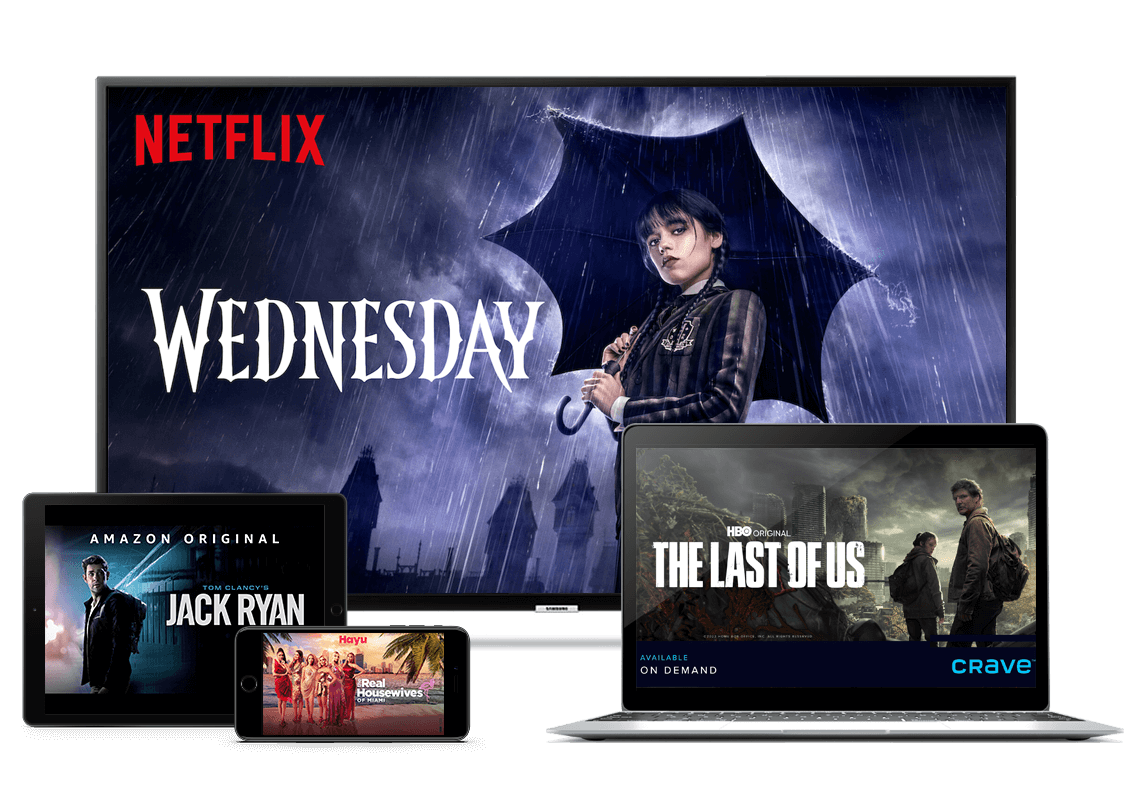 NETFLIX
WEDNESDAY
AMAZON ORIGINAL
TOM CLANCY'S
JACK RYAN
Hayu
The Real
Housewives
OF MIAMI
SAMSUNG
HBO ORIGINAL
THE LAST OF US
AVAILABLE
ON DEMAND
CRAVE